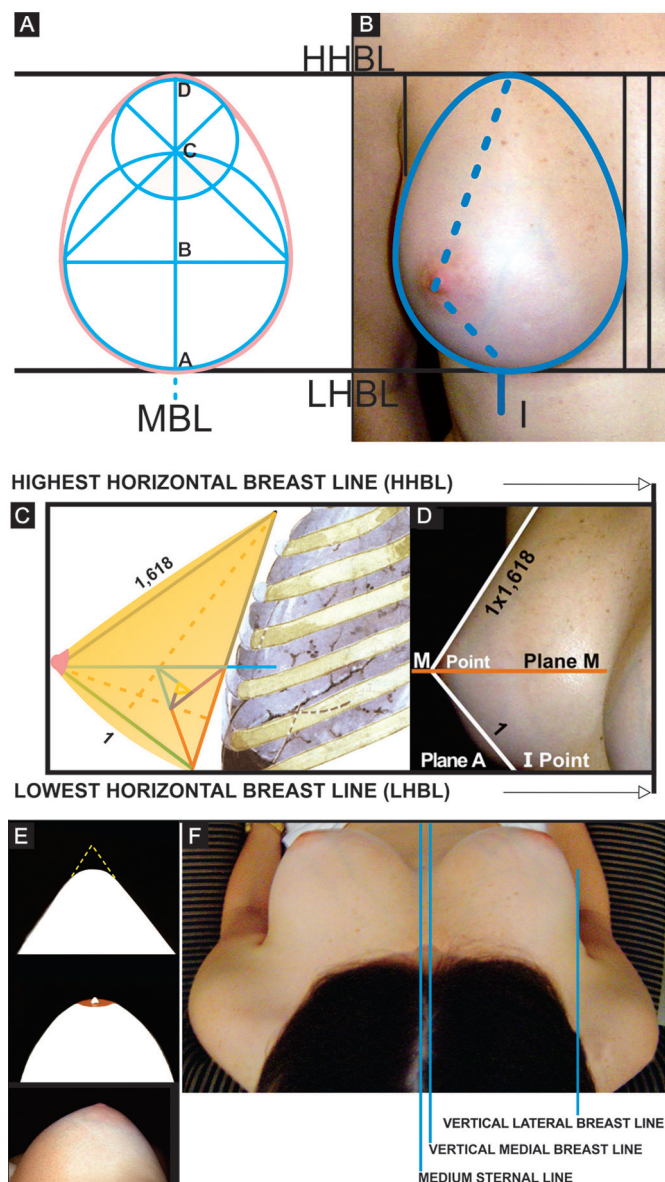 A
B
HHBL
D
C
B
A
LHBL
MBL
I
HIGHEST HORIZONTAL BREAST LINE (HHBL)
C
D
1,618
1x1,618
M Point
Plane M
1
1
Plane A
I Point
LOWEST HORIZONTAL BREAST LINE (LHBL)
E
F
VERTICAL LATERAL BREAST LINE
VERTICAL MEDIAL BREAST LINE
MEDIUM STERNAL LINE